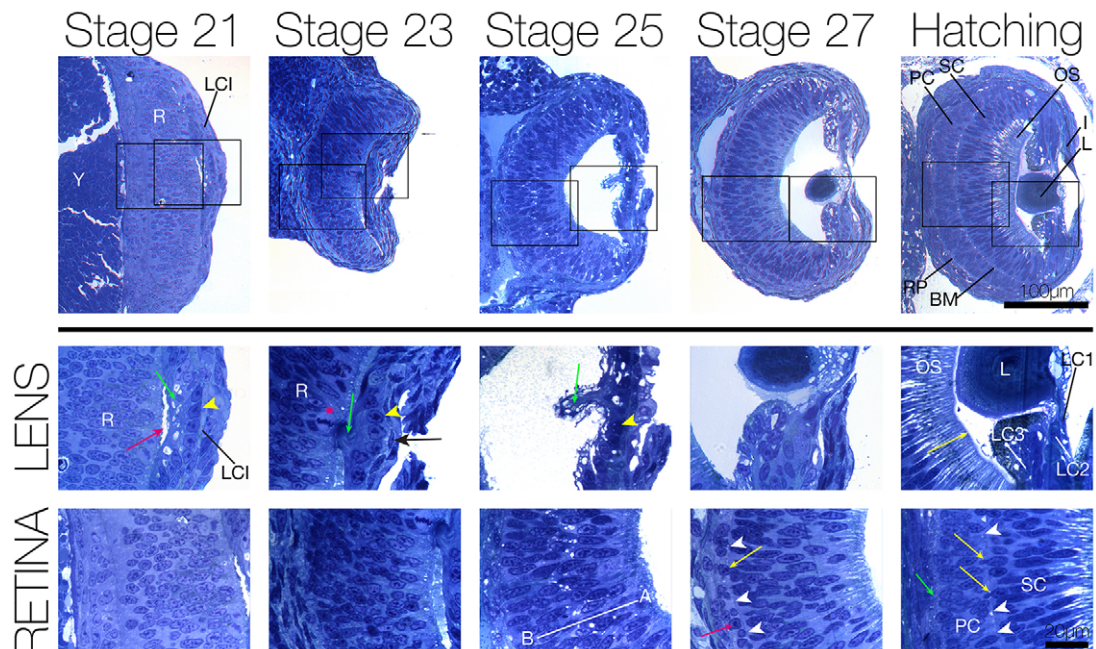 Stage 21 Stage 23 Stage 25 Stage 27 Hatching
LCI
R
Y
PC SC OS
I
L
RP BM
100µm
LENS
R
LCI
R
OS L LC1
LC3
LC2
RETINA
A
B
SC
PC
20µm